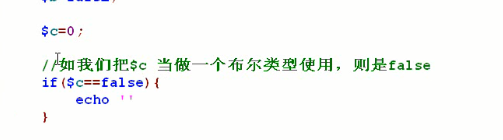 $c=0;
//如我们把$c 当做一个布尔类型使用，则是false
if($c==false){
echo ''
}